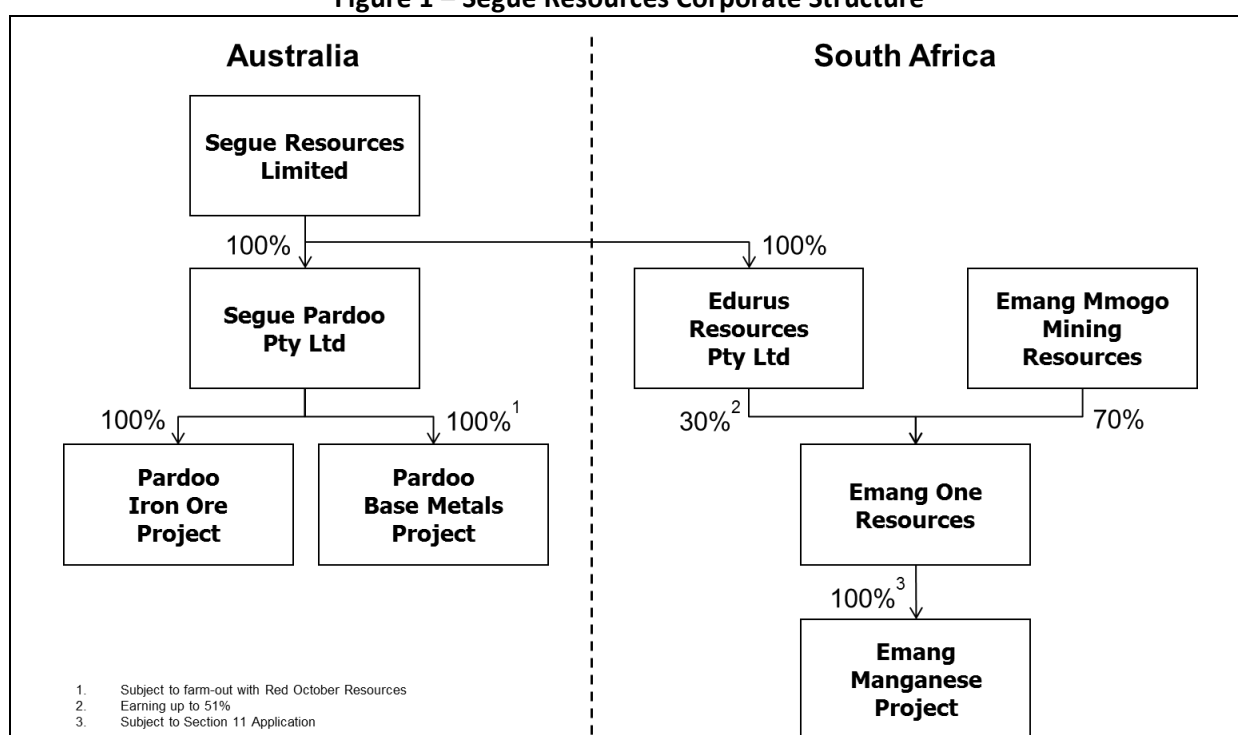 Figure 1 – Segue Resources Corporate Structure
Australia
South Africa
Segue Resources
Limited
100%
100%
Segue Pardoo
Pty Ltd
Edurus
Resources
Pty Ltd
Emang Mmogo
Mining
Resources
100%
100%1
30%2
70%
Pardoo
Iron Ore
Project
Pardoo
Base Metals
Project
Emang One
Resources
100%3
Emang
Manganese
Project
1. Subject to farm-out with Red October Resources
2. Earning up to 51%
3. Subject to Section 11 Application